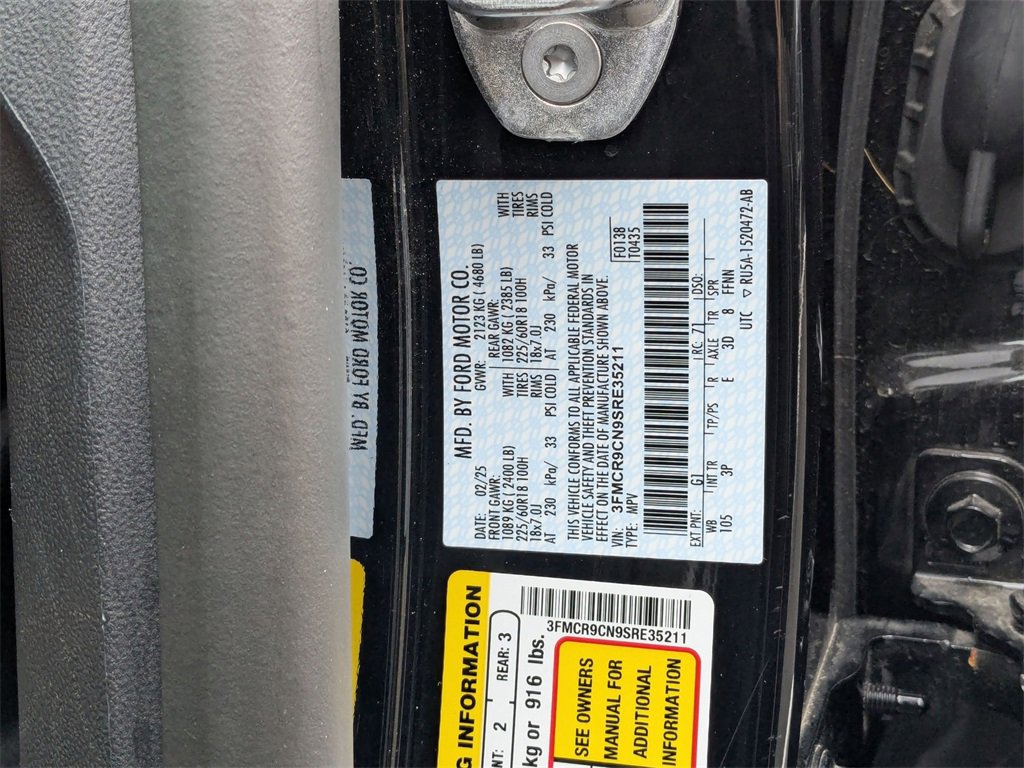 MFD. BY FORD MOTOR CO.
DATE: 02/25 GVWR: 2123 KG ( 4680 LB)
FRONT GAWR: REAR GAWR:
1089 KG ( 2400 LB) WITH 1082 KG ( 2385 LB) WITH
225/60R18 100H TIRES 225/60R18 100H TIRES
18x7.0J RIMS 18x7.0J RIMS
AT 230 kPa/ 33 PSI COLD AT 230 kPa/ 33 PSI COLD
THIS VEHICLE CONFORMS TO ALL APPLICABLE FEDERAL MOTOR
VEHICLE SAFETY AND THEFT PREVENTION STANDARDS IN
EFFECT ON THE DATE OF MANUFACTURE SHOWN ABOVE.
VIN: 3FMCR9CN9SRE35211 F0138
TYPE: MPV T0435
EXT PNT: G1 RC: 71 DSO:
WB INT TR TP/PS R AXLE TR SPR
105 3P E 3D 8 FFNN
UTC ▽ RU5A-1520472-AB
MFD. BY FORD MOTOR CO.
G INFORMATION
NT: 2 REAR: 3
kg or 916 lbs.
3FMCR9CN9SRE35211
SEE OWNERS
MANUAL FOR
ADDITIONAL
INFORMATION